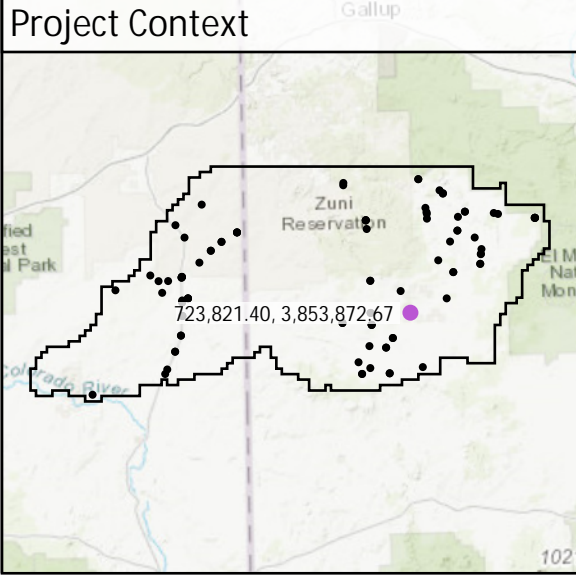 Project Context
Gallup
Zuni
Reservation
fied
est
al Park
El M
Nat
Mon
723,821.40, 3,853,872.67
Colorado River
102